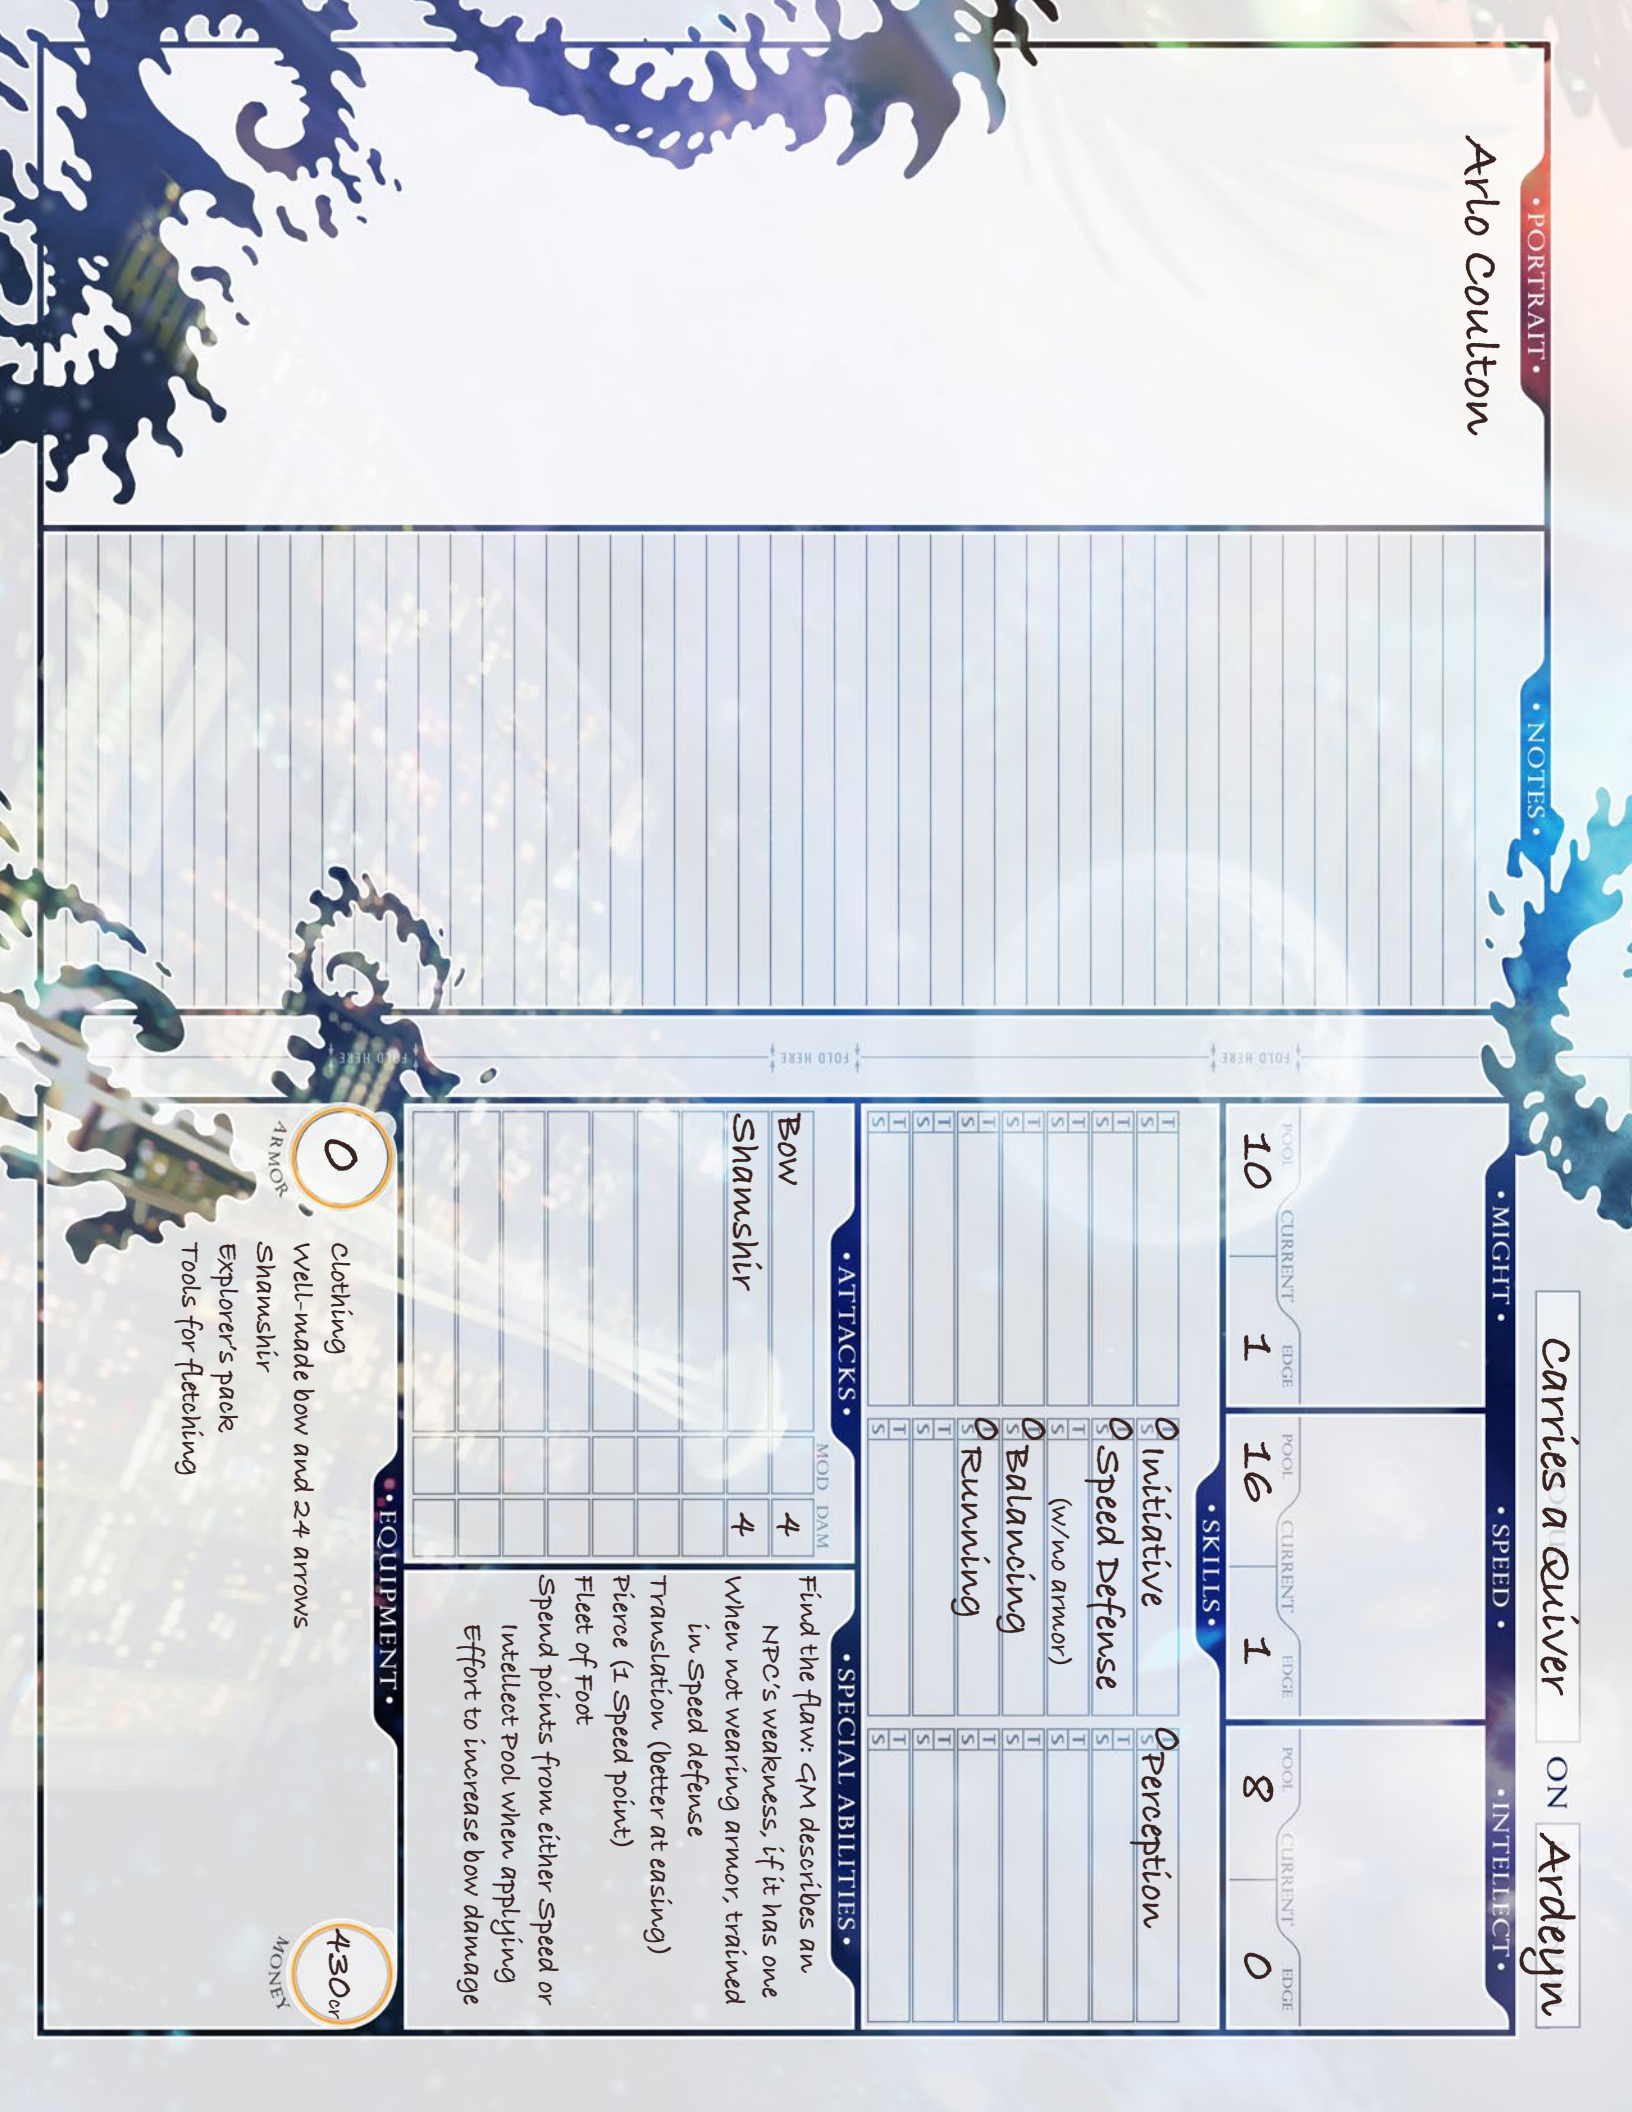 • PORTRAIT •
Arlo Coulton
• NOTES •
FOLD HERE
FOLD HERE
FOLD HERE
Carries a Quiver ON Ardeyn
• MIGHT •
• SPEED •
• INTELLECT •
POOL CURRENT EDGE
10 1
POOL CURRENT EDGE
16 1
POOL CURRENT EDGE
8 0
• SKILLS •
T S
T S
T S
T S
T S
T S
T S
O Initiative
O Speed Defense
T S (w/no armor)
O Balancing
O Running
T S
T S
O Perception
T S
T S
T S
T S
T S
T S
• ATTACKS •
MOD DAM
Bow 4
Shamshir 4
• SPECIAL ABILITIES •
Find the flaw: GM describes an
NPC's weakness, if it has one
When not wearing armor, trained
in Speed defense
Translation (better at easing)
Pierce (1 Speed point)
Fleet of Foot
Spend points from either Speed or
Intellect Pool when applying
Effort to increase bow damage
• EQUIPMENT •
0
ARMOR
Clothing
Well-made bow and 24 arrows
Shamshir
Explorer's pack
Tools for fletching
430cr
MONEY